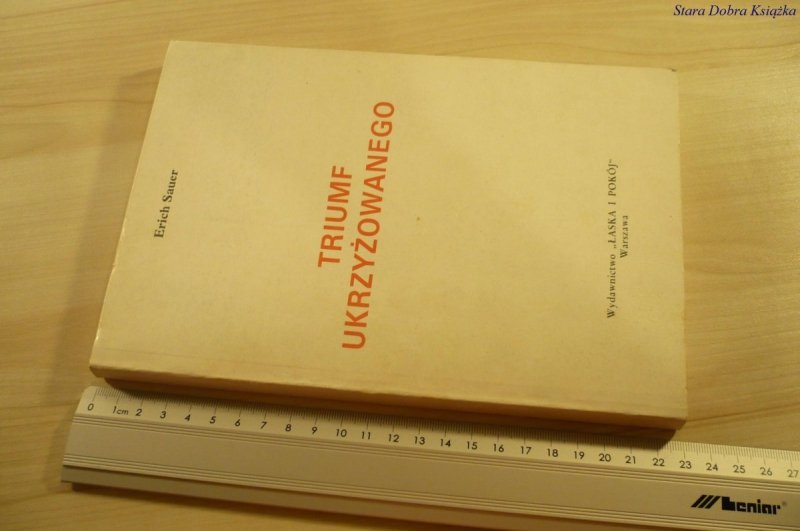 Stara Dobra Książka
Erich Sauer
TRIUMF
UKRZYŻOWANEGO
Wydawnictwo „ŁASKA I POKÓJ”
Warszawa
0 1cm 2 3 4 5 6 7 8 9 10 11 12 13 14 15 16 17 18 19 20 21 22 23 24 25 26 27
leniar